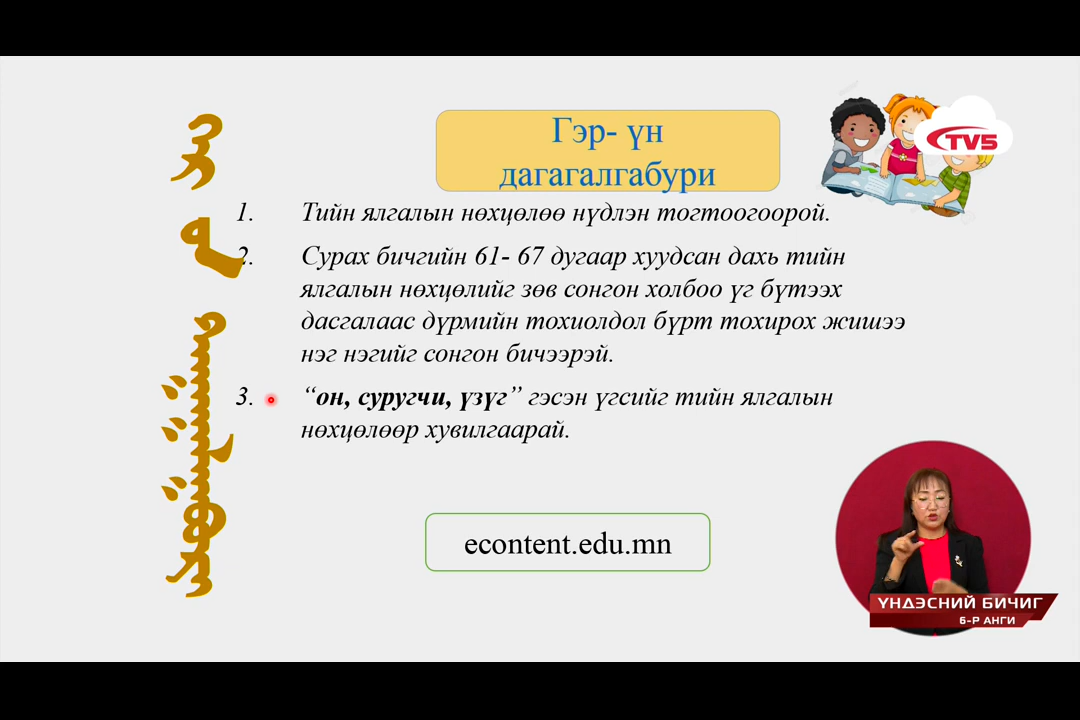 Гэр- үн
дагагалгабури
1. Тийн ялгалын нөхцөлөө нүдлэн тогтоогоорой.
2. Сурах бичгийн 61- 67 дугаар хуудсан дахь тийн
ялгалын нөхцөлийг зөв сонгон холбоо үг бүтээх
дасгалаас дүрмийн тохиолдол бүрт тохирох жишээ
нэг нэгийг сонгон бичээрэй.
3. “он, суругчи, үзүг” гэсэн үгсийг тийн ялгалын
нөхцөлөөр хувилгаарай.
econtent.edu.mn
TV5
ҮНДЭСНИЙ БИЧИГ
6-Р АНГИ